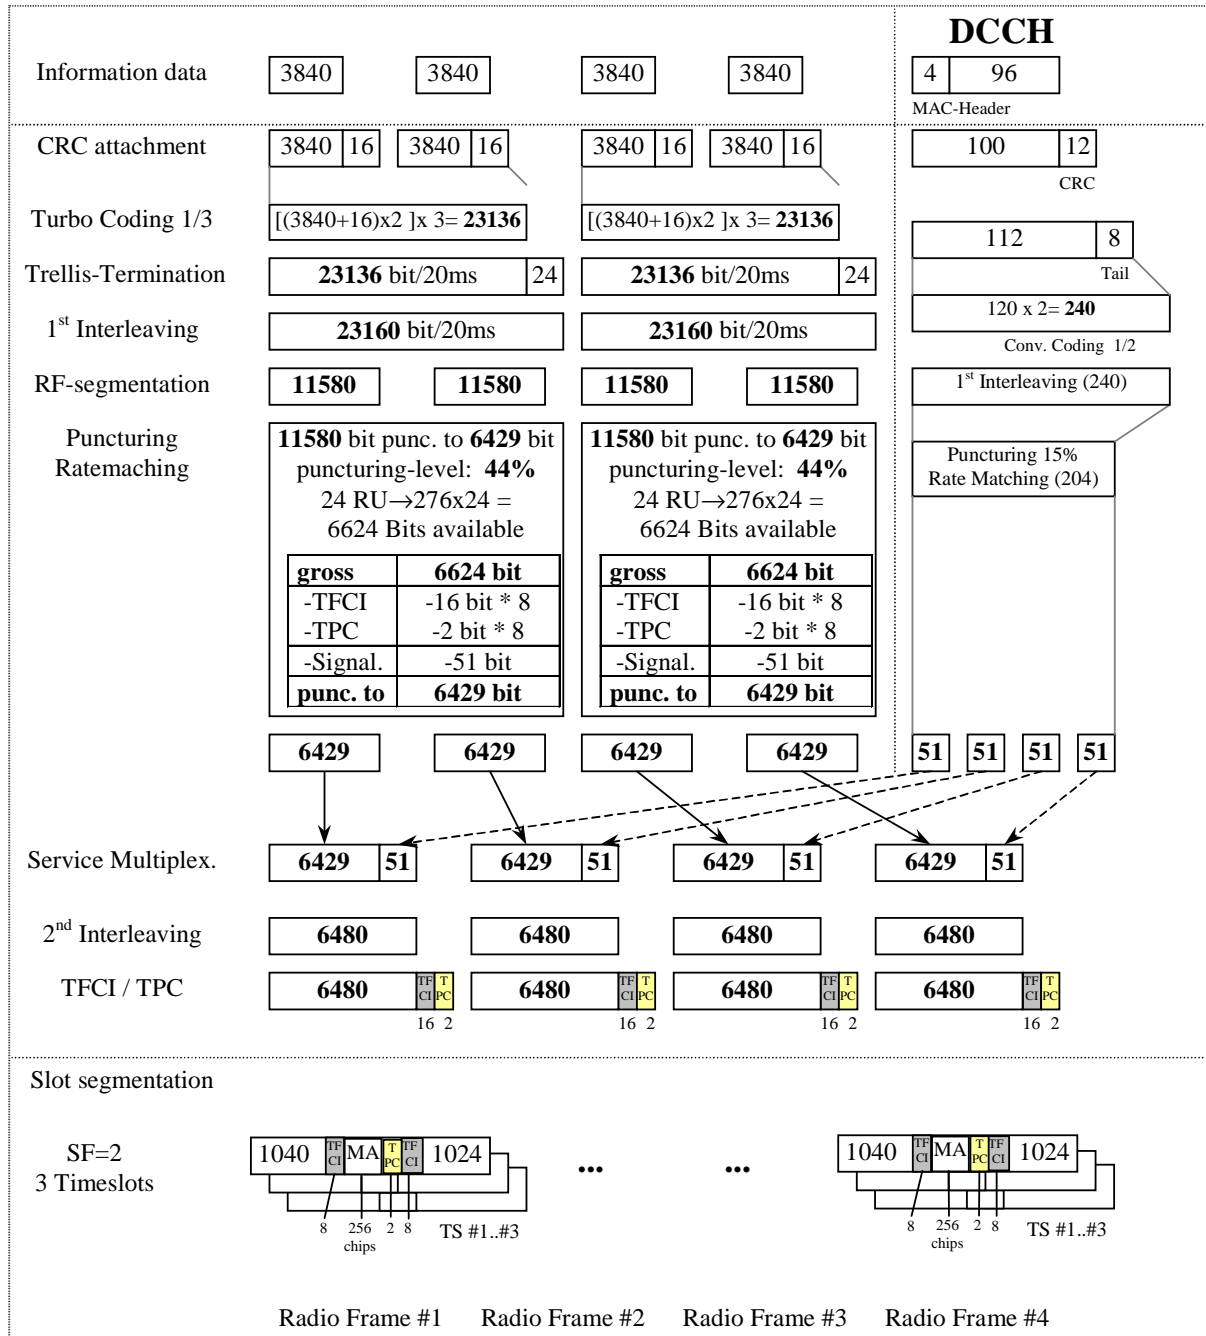 DCCH
Information data
3840 3840 3840 3840 4 96
MAC-Header
CRC attachment
3840 16 3840 16 3840 16 3840 16 100 12
CRC
Turbo Coding 1/3
[(3840+16)x2 ]x 3= 23136 [(3840+16)x2 ]x 3= 23136
112 8
Tail
Trellis-Termination
23136 bit/20ms 24 23136 bit/20ms 24
120 x 2= 240
Conv. Coding 1/2
1st Interleaving
23160 bit/20ms 23160 bit/20ms
RF-segmentation
11580 11580 11580 11580
1st Interleaving (240)
Puncturing
Ratemaching
11580 bit punc. to 6429 bit
puncturing-level: 44%
24 RU→276x24 =
6624 Bits available
gross 6624 bit
-TFCI -16 bit * 8
-TPC -2 bit * 8
-Signal. -51 bit
punc. to 6429 bit
11580 bit punc. to 6429 bit
puncturing-level: 44%
24 RU→276x24 =
6624 Bits available
gross 6624 bit
-TFCI -16 bit * 8
-TPC -2 bit * 8
-Signal. -51 bit
punc. to 6429 bit
Puncturing 15%
Rate Matching (204)
6429 6429 6429 6429 51 51 51 51
Service Multiplex.
6429 51 6429 51 6429 51 6429 51
2nd Interleaving
6480 6480 6480 6480
TFCI / TPC
6480 TF CI T PC 6480 TF CI T PC 6480 TF CI T PC 6480 TF CI T PC
16 2 16 2 16 2 16 2
Slot segmentation
SF=2
3 Timeslots
1040 TF CI MA T PC TF CI 1024 ... ... 1040 TF CI MA T PC TF CI 1024
8 256 chips 2 8 TS #1..#3 8 256 chips 2 8 TS #1..#3
Radio Frame #1 Radio Frame #2 Radio Frame #3 Radio Frame #4